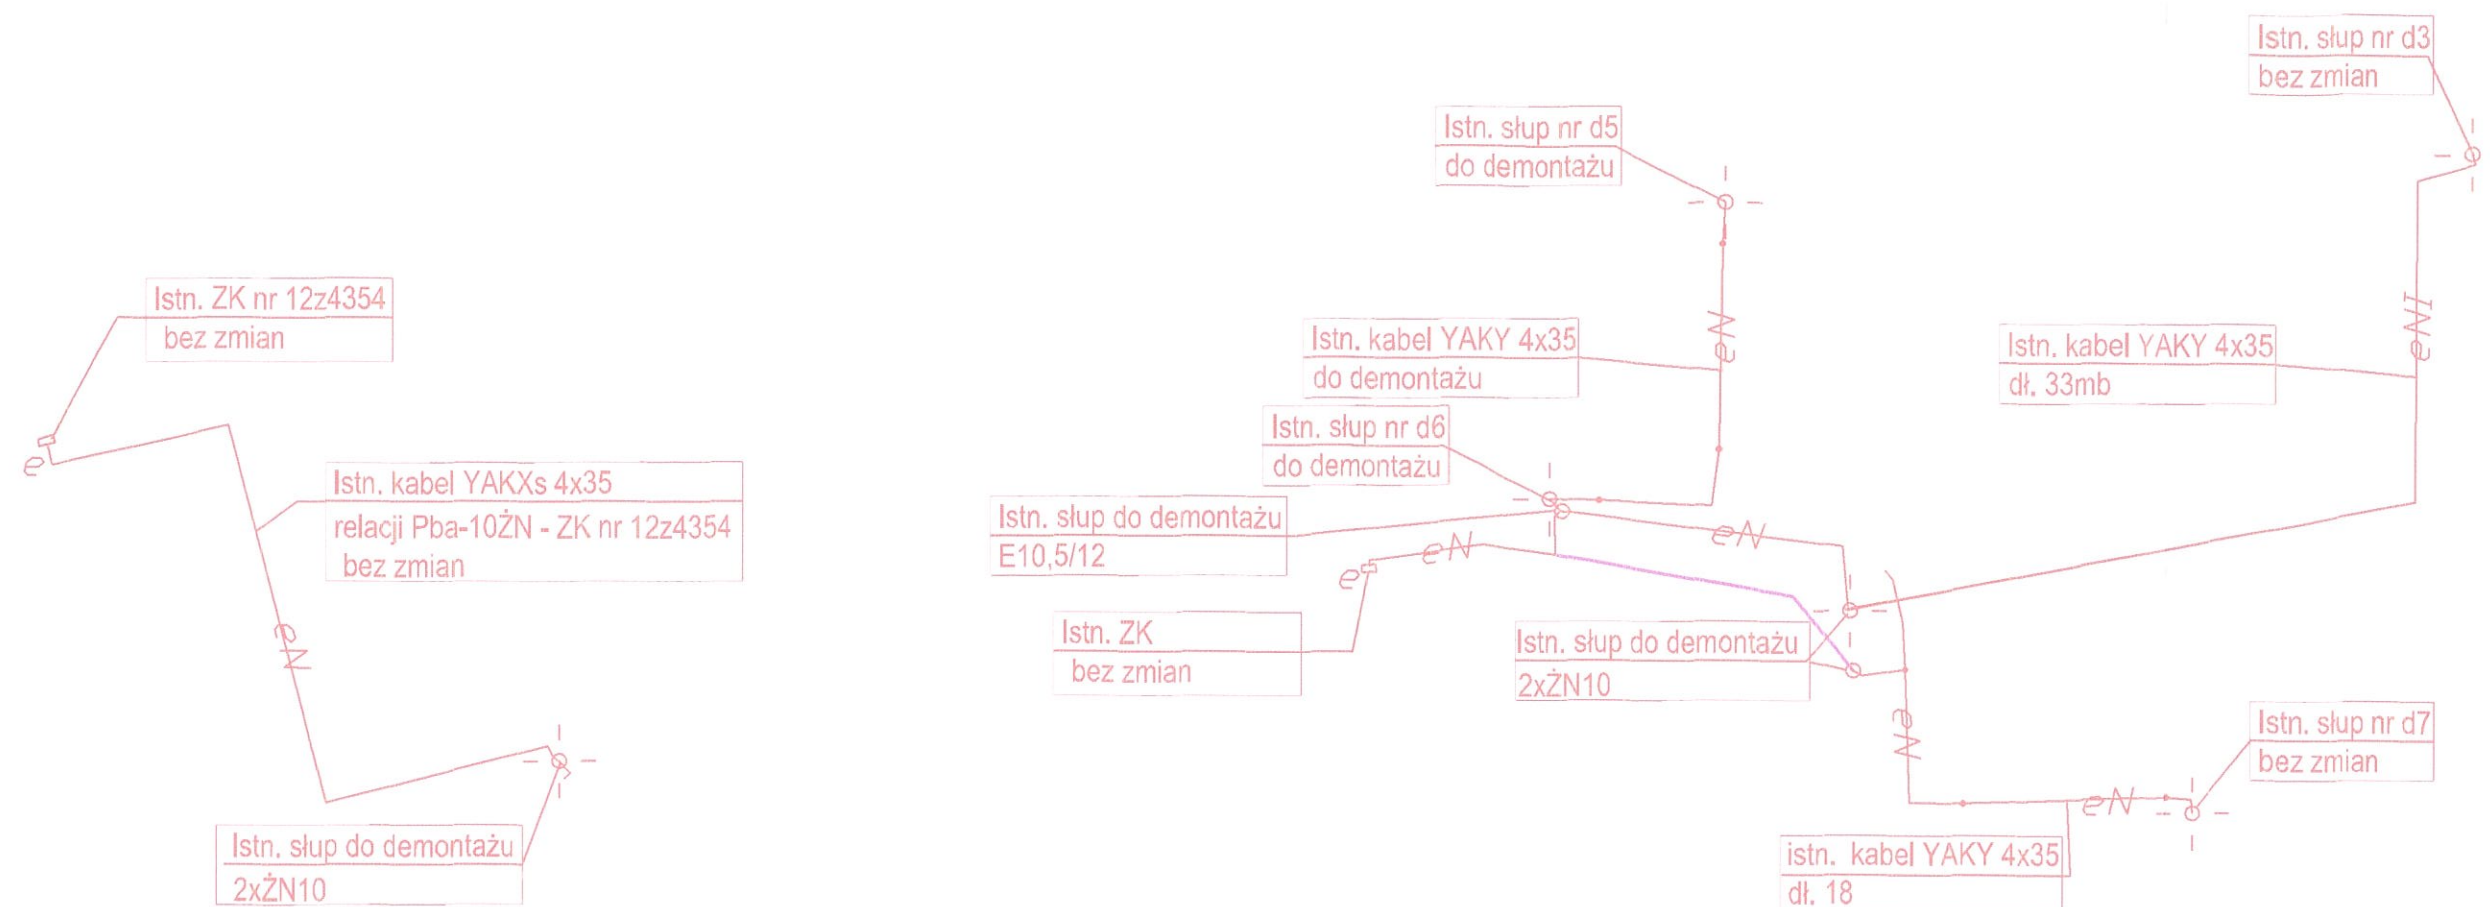 Istn. słup nr d3
bez zmian
Istn. słup nr d5
do demontażu
Istn. ZK nr 12z4354
bez zmian
eN
Istn. kabel YAKY 4x35
do demontażu
eN
Istn. kabel YAKY 4x35
dł. 33mb
eNI
Istn. słup nr d6
do demontażu
e
Istn. kabel YAKXs 4x35
relacji Pba-10ŻN - ZK nr 12z4354
bez zmian
Istn. słup do demontażu
E10,5/12
eN
eN
e
Istn. ZK
bez zmian
Istn. słup do demontażu
2xŻN10
eN
Istn. słup nr d7
bez zmian
eN
Istn. słup do demontażu
2xŻN10
istn. kabel YAKY 4x35
dł. 18